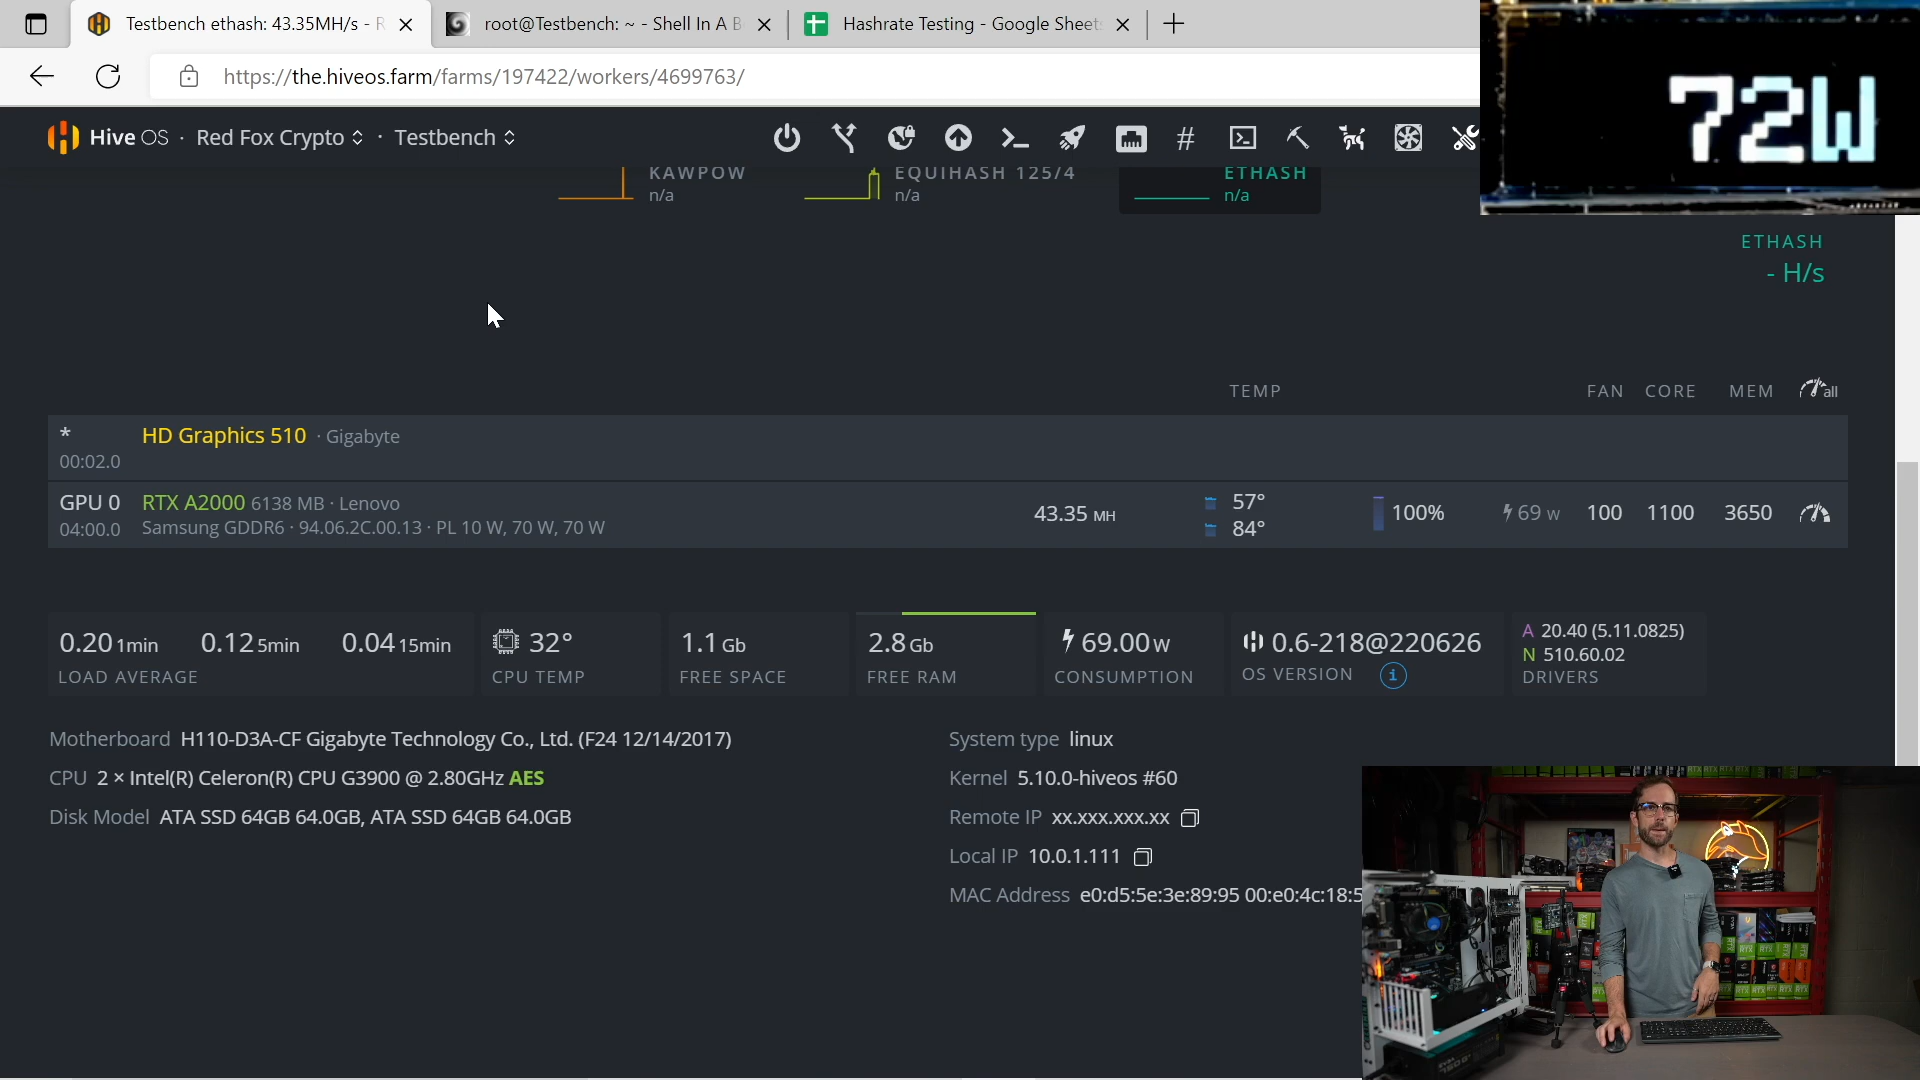 Testbench ethash: 43.35MH/s - R
root@Testbench: ~ - Shell In A B
Hashrate Testing - Google Sheets
https://the.hiveos.farm/farms/197422/workers/4699763/
72W
Hive OS · Red Fox Crypto · Testbench
KAWPOW
n/a
EQUIHASH 125/4
n/a
ETHASH
n/a
ETHASH
- H/s
TEMP FAN CORE MEM all
* HD Graphics 510 · Gigabyte
00:02.0
GPU 0 RTX A2000 6138 MB · Lenovo
04:00.0 Samsung GDDR6 · 94.06.2C.00.13 · PL 10 W, 70 W, 70 W
43.35 MH
57°
84°
100%
69 W
100
1100
3650
0.20 1min 0.12 5min 0.04 15min
LOAD AVERAGE
32°
CPU TEMP
1.1 Gb
FREE SPACE
2.8 Gb
FREE RAM
69.00 W
CONSUMPTION
0.6-218@220626
OS VERSION i
A 20.40 (5.11.0825)
N 510.60.02
DRIVERS
Motherboard H110-D3A-CF Gigabyte Technology Co., Ltd. (F24 12/14/2017)
CPU 2 × Intel(R) Celeron(R) CPU G3900 @ 2.80GHz AES
Disk Model ATA SSD 64GB 64.0GB, ATA SSD 64GB 64.0GB
System type linux
Kernel 5.10.0-hiveos #60
Remote IP xx.xxx.xxx.xx
Local IP 10.0.1.111
MAC Address e0:d5:5e:3e:89:95 00:e0:4c:18:5